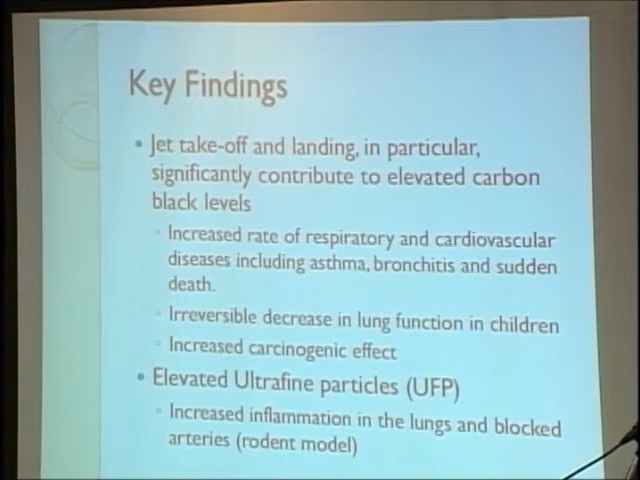 Key Findings
• Jet take-off and landing, in particular,
significantly contribute to elevated carbon
black levels
▫ Increased rate of respiratory and cardiovascular
diseases including asthma, bronchitis and sudden
death.
▫ Irreversible decrease in lung function in children
▫ Increased carcinogenic effect
• Elevated Ultrafine particles (UFP)
▫ Increased inflammation in the lungs and blocked
arteries (rodent model)